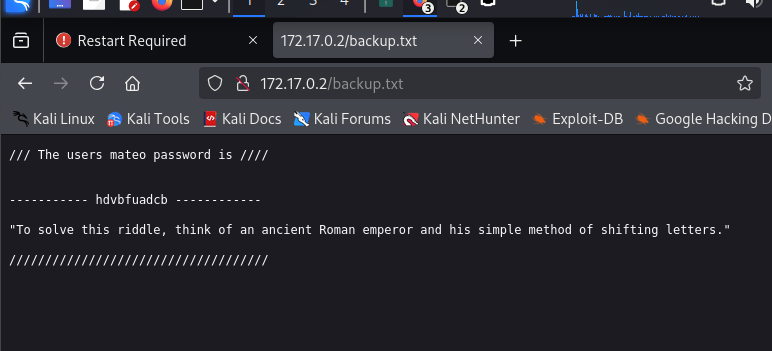 1 2 3 4 3 2
Restart Required
172.17.0.2/backup.txt
172.17.0.2/backup.txt
Kali Linux Kali Tools Kali Docs Kali Forums Kali NetHunter Exploit-DB Google Hacking D
/// The users mateo password is ////
----------- hdvbfuadcb ------------
"To solve this riddle, think of an ancient Roman emperor and his simple method of shifting letters."
////////////////////////////////////